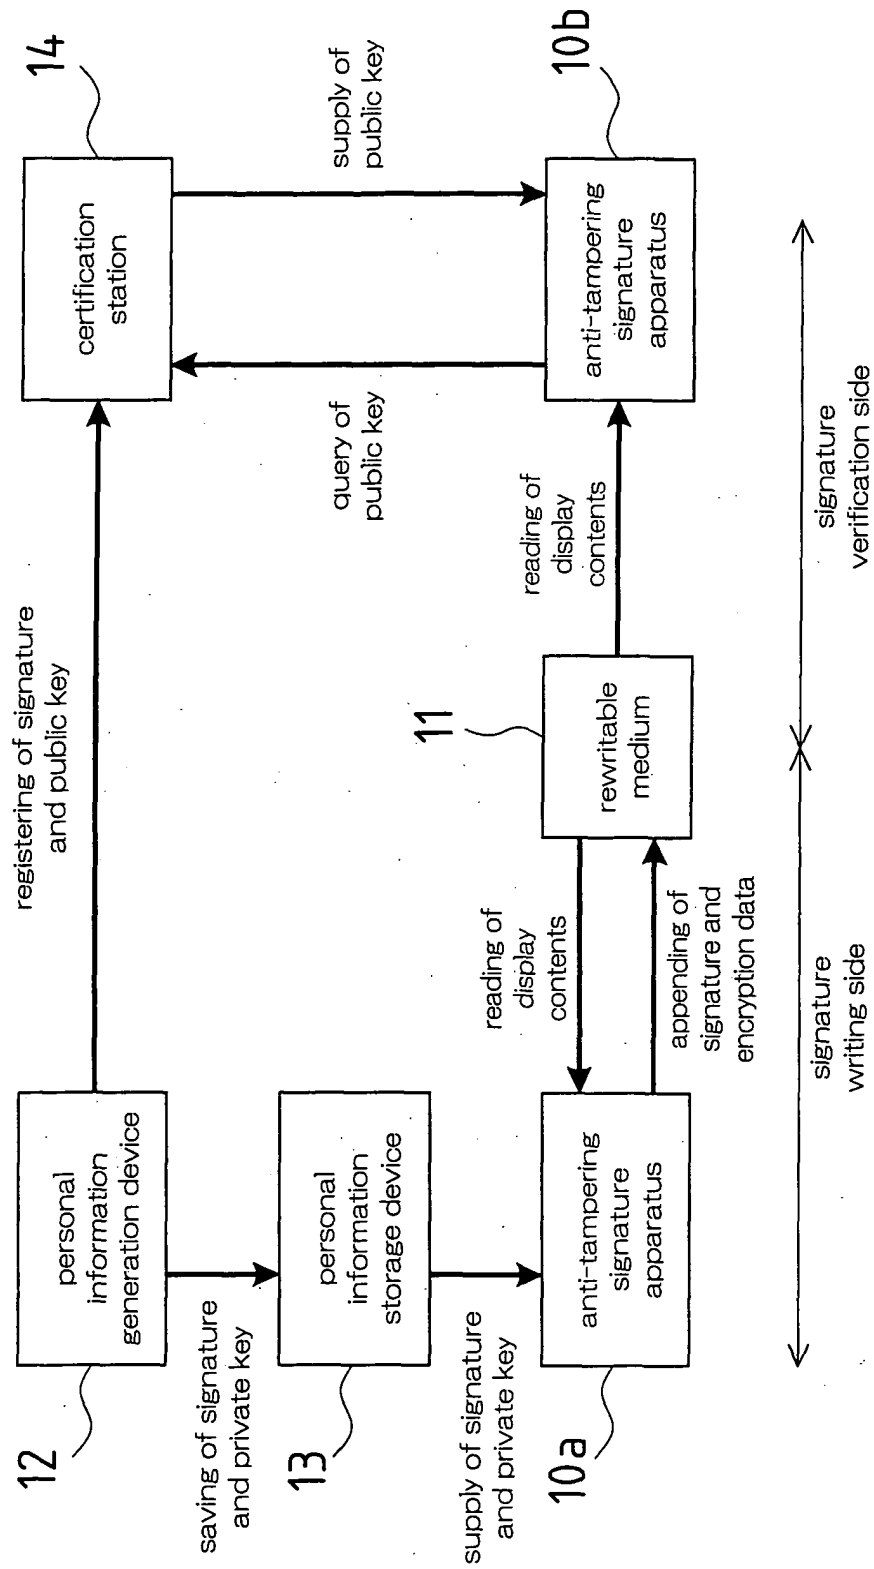 12
personal
information
generation device
registering of signature
and public key
14
certification
station
saving of signature
and private key
query of
public key
supply of
public key
13
personal
information
storage device
supply of signature
and private key
10a
anti-tampering
signature
apparatus
reading of
display
contents
appending of
signature and
encryption data
11
rewritable
medium
reading of
display
contents
10b
anti-tampering
signature
apparatus
signature
writing side
signature
verification side